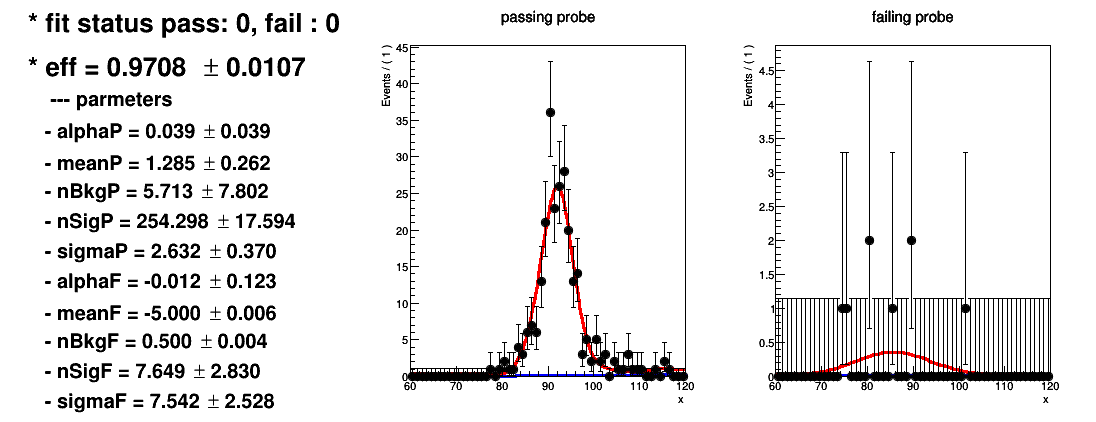 * fit status pass: 0, fail : 0
* eff = 0.9708 ± 0.0107
--- parmeters
- alphaP = 0.039 ± 0.039
- meanP = 1.285 ± 0.262
- nBkgP = 5.713 ± 7.802
- nSigP = 254.298 ± 17.594
- sigmaP = 2.632 ± 0.370
- alphaF = -0.012 ± 0.123
- meanF = -5.000 ± 0.006
- nBkgF = 0.500 ± 0.004
- nSigF = 7.649 ± 2.830
- sigmaF = 7.542 ± 2.528
passing probe
Events / ( 1 )
45
40
35
30
25
20
15
10
5
0
60 70 80 90 100 110 120
x
failing probe
Events / ( 1 )
4.5
4
3.5
3
2.5
2
1.5
1
0.5
0
60 70 80 90 100 110 120
x